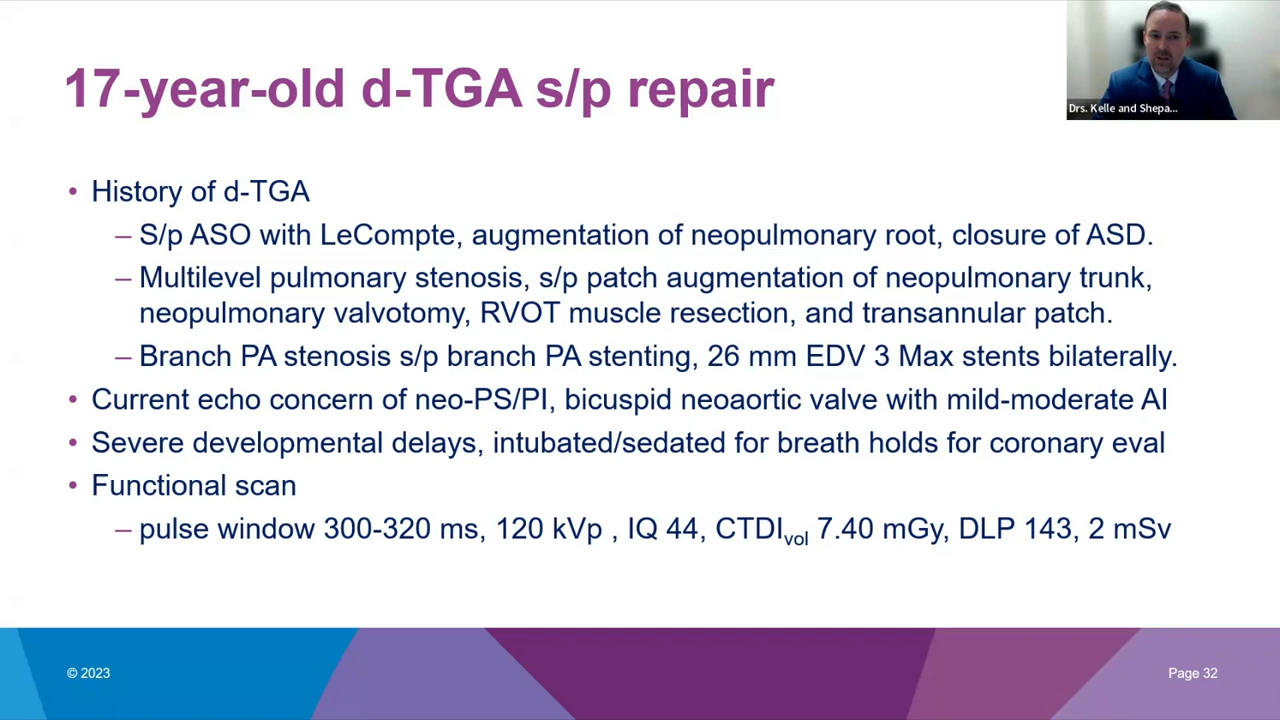 17-year-old d-TGA s/p repair
Drs. Kelle and Shepa...
• History of d-TGA
– S/p ASO with LeCompte, augmentation of neopulmonary root, closure of ASD.
– Multilevel pulmonary stenosis, s/p patch augmentation of neopulmonary trunk,
neopulmonary valvotomy, RVOT muscle resection, and transannular patch.
– Branch PA stenosis s/p branch PA stenting, 26 mm EDV 3 Max stents bilaterally.
• Current echo concern of neo-PS/PI, bicuspid neoaortic valve with mild-moderate AI
• Severe developmental delays, intubated/sedated for breath holds for coronary eval
• Functional scan
– pulse window 300-320 ms, 120 kVp , IQ 44, CTDIvol 7.40 mGy, DLP 143, 2 mSv
© 2023
Page 32